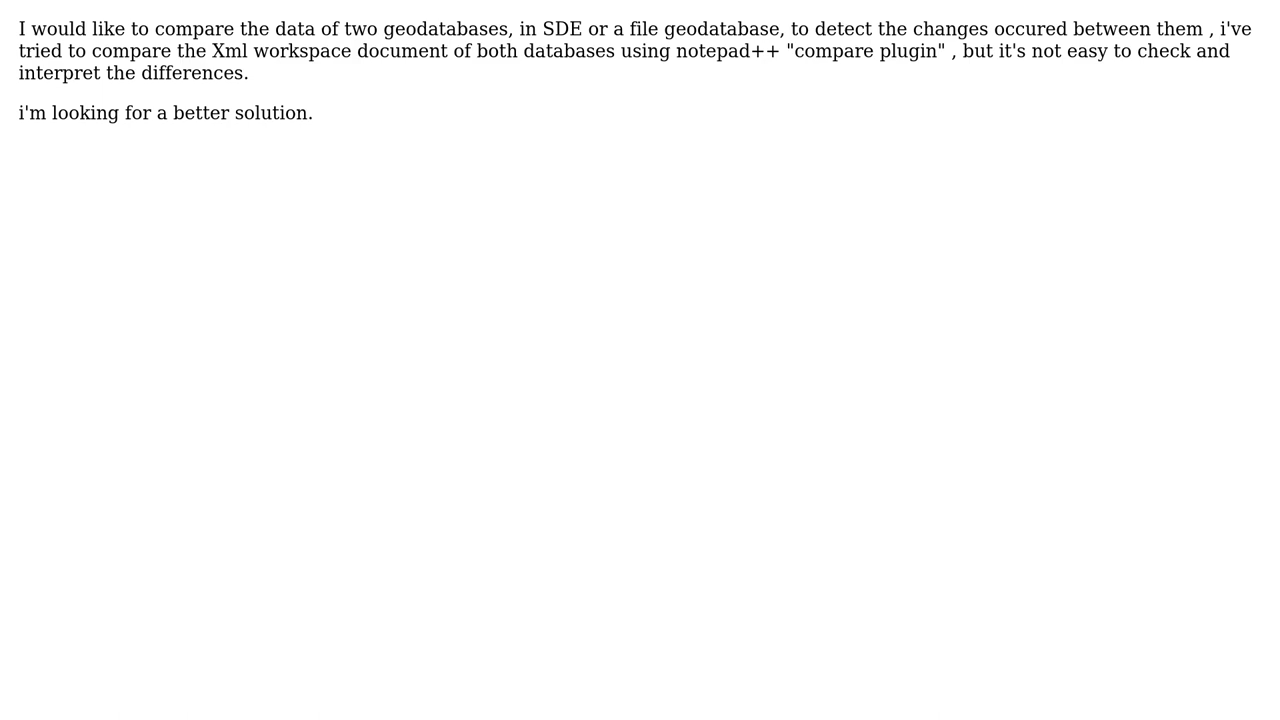 I would like to compare the data of two geodatabases, in SDE or a file geodatabase, to detect the changes occured between them , i've
tried to compare the Xml workspace document of both databases using notepad++ "compare plugin" , but it's not easy to check and
interpret the differences.
i'm looking for a better solution.